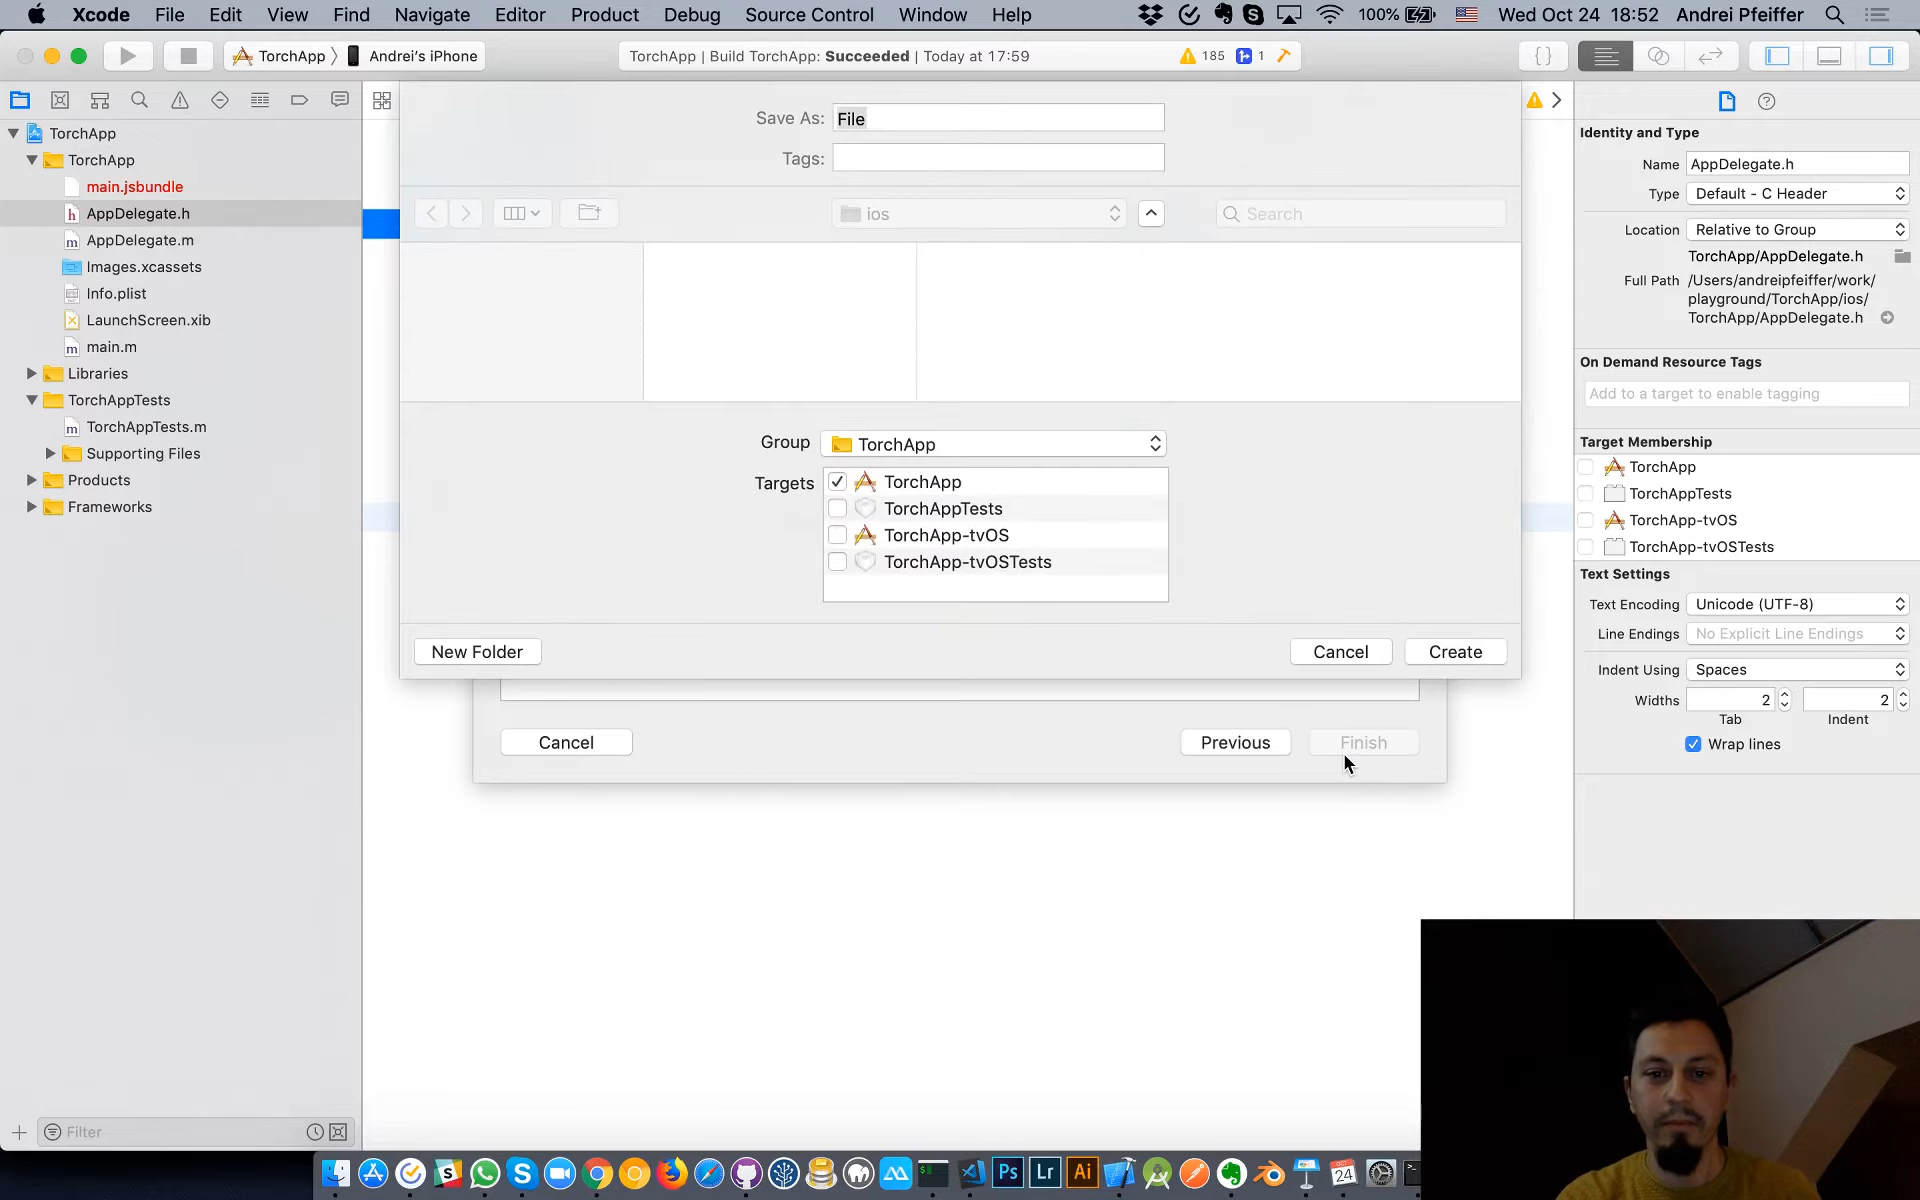 Xcode File Edit View Find Navigate Editor Product Debug Source Control Window Help 100% Wed Oct 24 18:52 Andrei Pfeiffer
TorchApp Andrei's iPhone TorchApp | Build TorchApp: Succeeded | Today at 17:59 185 1 {}
TorchApp
TorchApp
main.jsbundle
h AppDelegate.h
m AppDelegate.m
Images.xcassets
Info.plist
LaunchScreen.xib
m main.m
Libraries
TorchAppTests
m TorchAppTests.m
Supporting Files
Products
Frameworks
Filter
Save As: File
Tags:
ios Search
Group TorchApp
Targets TorchApp
TorchAppTests
TorchApp-tvOS
TorchApp-tvOSTests
New Folder Cancel Create
Cancel Previous Finish
Identity and Type
Name AppDelegate.h
Type Default - C Header
Location Relative to Group
TorchApp/AppDelegate.h
Full Path /Users/andreipfeiffer/work/
playground/TorchApp/ios/
TorchApp/AppDelegate.h
On Demand Resource Tags
Add to a target to enable tagging
Target Membership
TorchApp
TorchAppTests
TorchApp-tvOS
TorchApp-tvOSTests
Text Settings
Text Encoding Unicode (UTF-8)
Line Endings No Explicit Line Endings
Indent Using Spaces
Widths 2 2
Tab Indent
Wrap lines
Ps Lr Ai 24